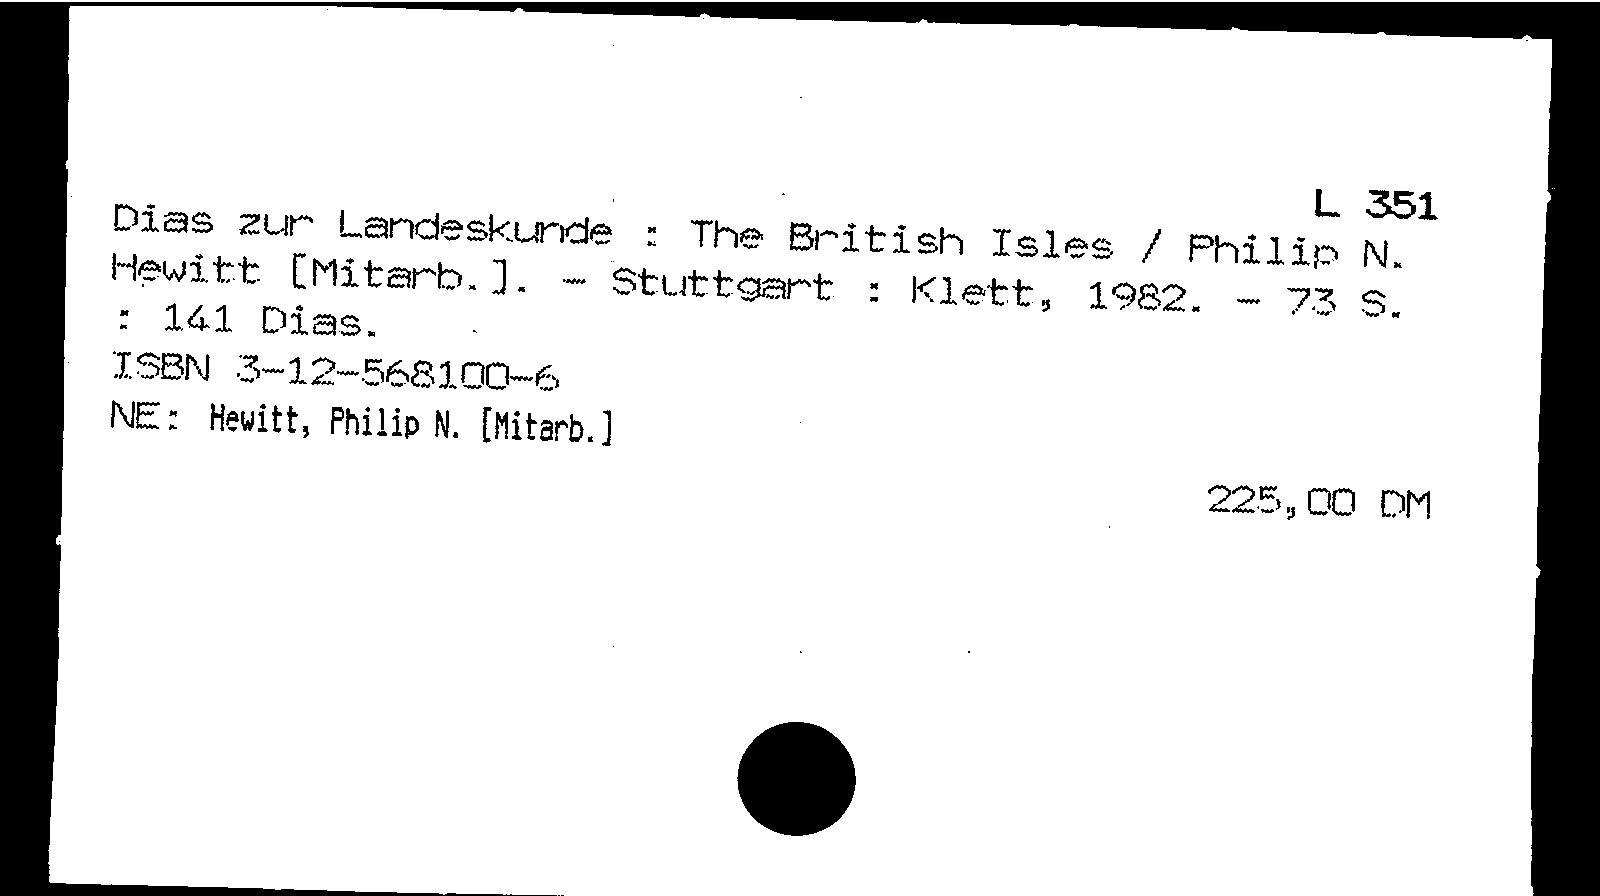 L 351
Dias zur Landeskunde : The British Isles / Philip N.
Hewitt [Mitarb.]. - Stuttgart : Klett, 1982. - 73 S.
: 141 Dias.
ISBN 3-12-568100-6
NE: Hewitt, Philip N. [Mitarb.]
225,00 DM